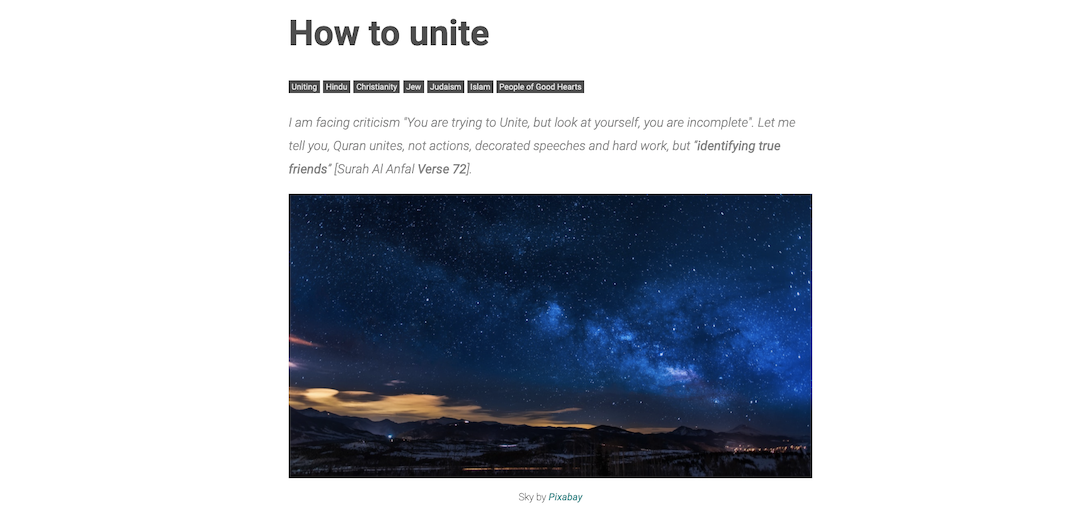 How to unite
Uniting Hindu Christianity Jew Judaism Islam People of Good Hearts
I am facing criticism "You are trying to Unite, but look at yourself, you are incomplete". Let me
tell you, Quran unites, not actions, decorated speeches and hard work, but "identifying true
friends" [Surah Al Anfal Verse 72].
Sky by Pixabay